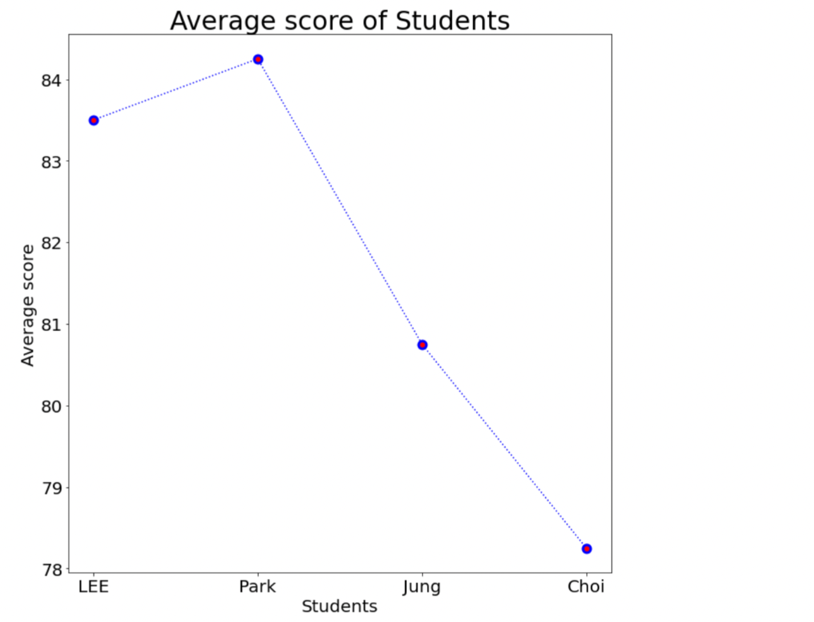 Average score of Students
84
83
82
81
80
79
78
Average score
LEE Park Jung Choi
Students